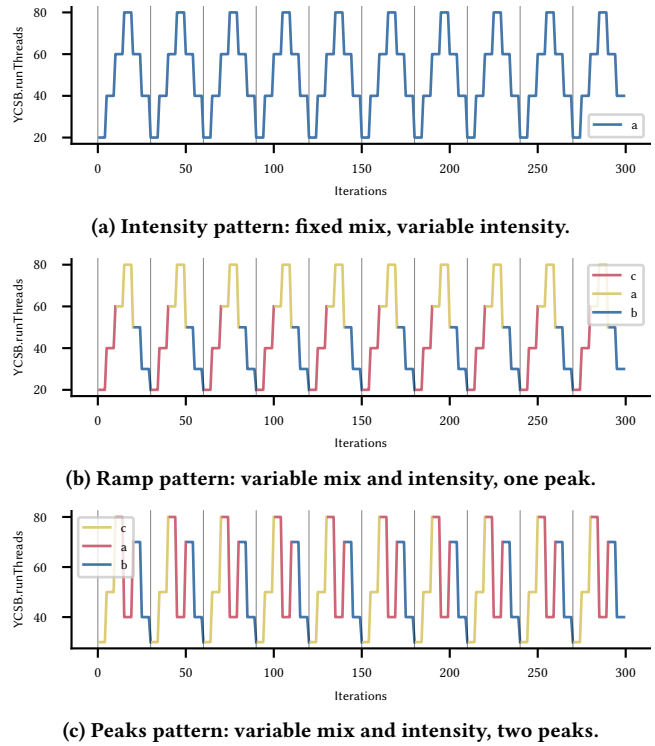 80
60
40
20
YCSB.runThreads
a
0 50 100 150 200 250 300
Iterations
(a) Intensity pattern: fixed mix, variable intensity.
80
60
40
20
YCSB.runThreads
c
a
b
0 50 100 150 200 250 300
Iterations
(b) Ramp pattern: variable mix and intensity, one peak.
80
60
40
YCSB.runThreads
c
a
b
0 50 100 150 200 250 300
Iterations
(c) Peaks pattern: variable mix and intensity, two peaks.